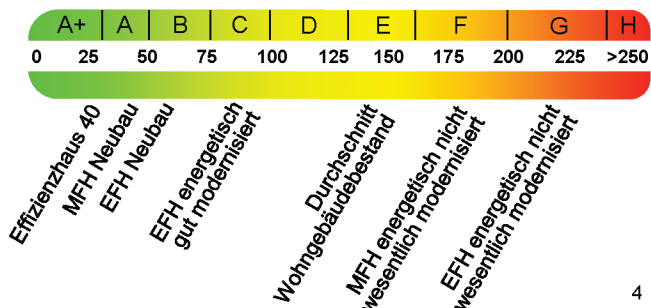 A+ A B C D E F G H
0 25 50 75 100 125 150 175 200 225 >250
Effizienzhaus 40
MFH Neubau
EFH Neubau
EFH energetisch
gut modernisiert
Durchschnitt
Wohngebäudebestand
MFH energetisch nicht
wesentlich modernisiert
EFH energetisch nicht
wesentlich modernisiert
4